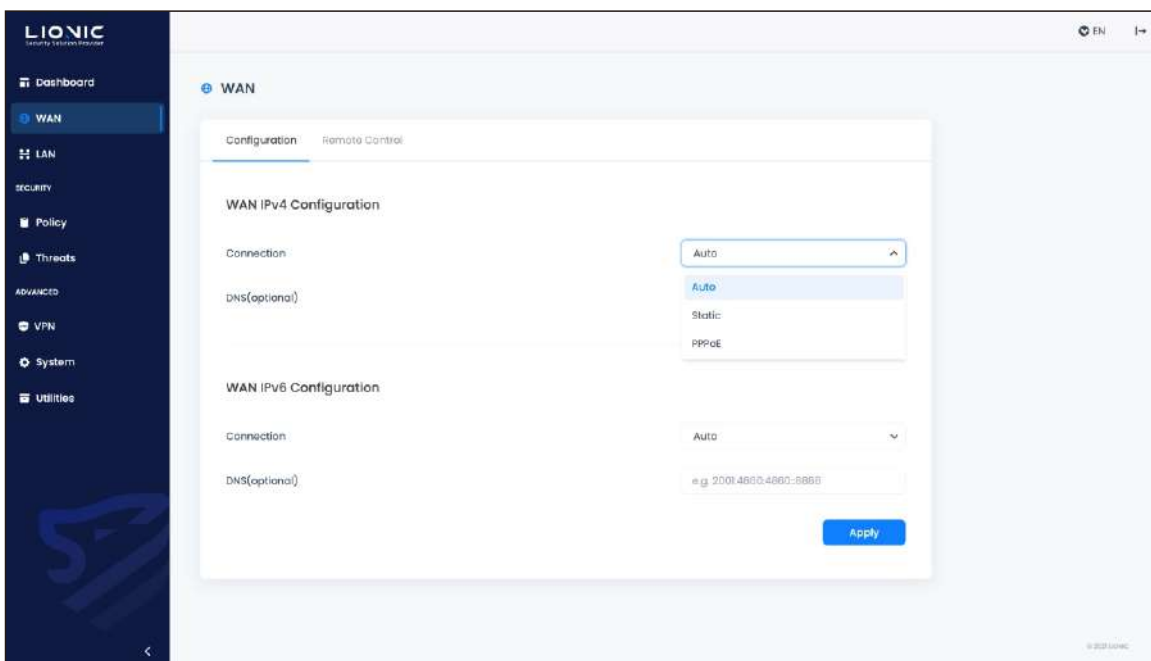 LIONIC
Security Solution Provider
EN
Dashboard
WAN
LAN
SECURITY
Policy
Threats
ADVANCED
VPN
System
Utilities
WAN
Configuration Remote Control
WAN IPv4 Configuration
Connection Auto
DNS(optional)
Auto
Static
PPPoE
WAN IPv6 Configuration
Connection Auto
DNS(optional) e.g. 2001:4860:4860::8888
Apply
© 2021 LIONIC